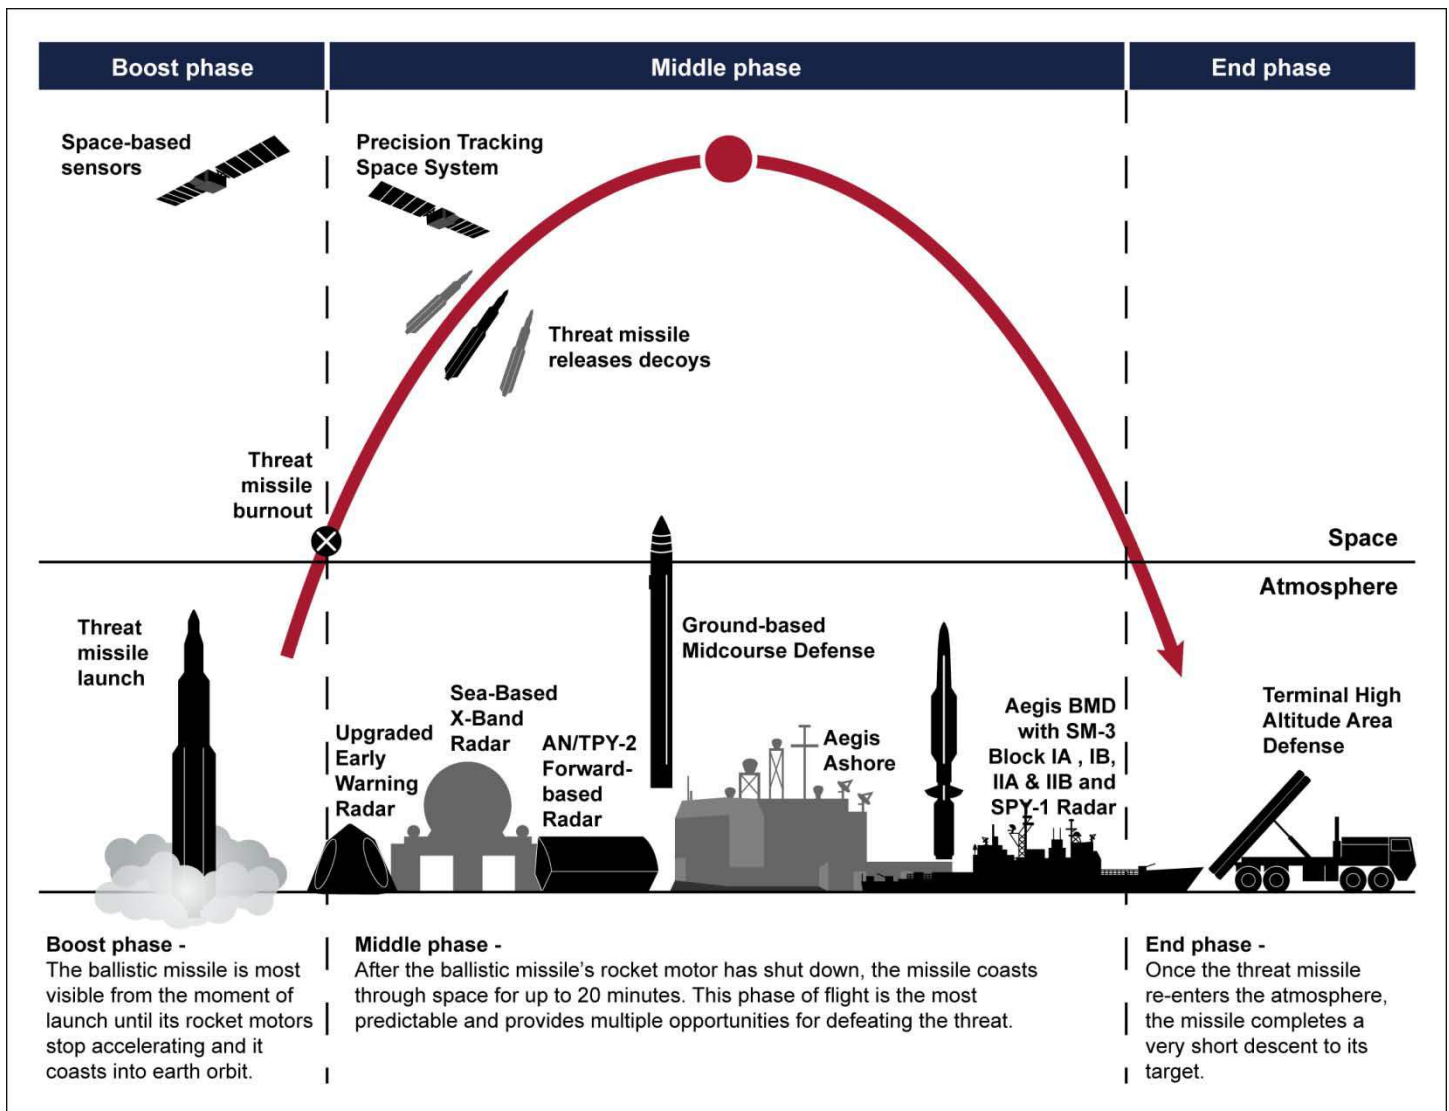 Boost phase
Middle phase
End phase
Space-based
sensors
Precision Tracking
Space System
Threat missile
releases decoys
Threat
missile
burnout
Space
Atmosphere
Threat
missile
launch
Upgraded
Early
Warning
Radar
Sea-Based
X-Band
Radar
AN/TPY-2
Forward-
based
Radar
Ground-based
Midcourse Defense
Aegis
Ashore
Aegis BMD
with SM-3
Block IA , IB,
IIA & IIB and
SPY-1 Radar
Terminal High
Altitude Area
Defense
Boost phase -
The ballistic missile is most
visible from the moment of
launch until its rocket motors
stop accelerating and it
coasts into earth orbit.
Middle phase -
After the ballistic missile's rocket motor has shut down, the missile coasts
through space for up to 20 minutes. This phase of flight is the most
predictable and provides multiple opportunities for defeating the threat.
End phase -
Once the threat missile
re-enters the atmosphere,
the missile completes a
very short descent to its
target.